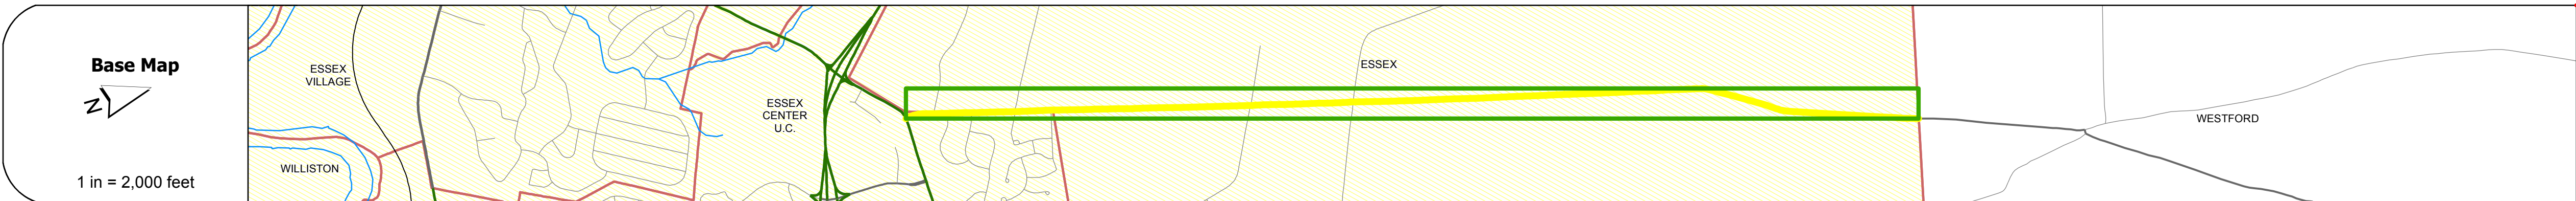 Base Map
N
1 in = 2,000 feet
ESSEX
VILLAGE
WILLISTON
ESSEX
CENTER
U.C.
ESSEX
WESTFORD